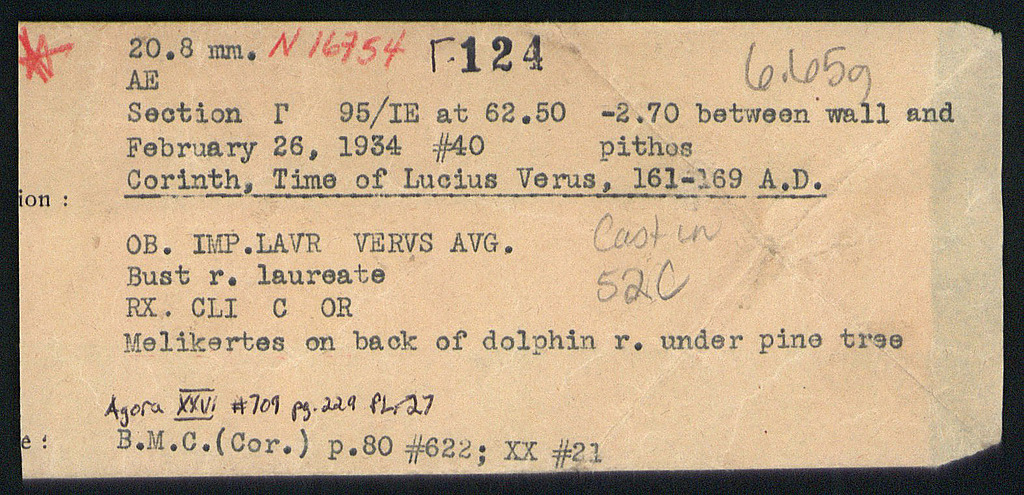 20.8 mm. N 16754 Γ·124 6.65g
AE
Section Γ 95/IE at 62.50 -2.70 between wall and
February 26, 1934 #40 pithos
Corinth, Time of Lucius Verus, 161-169 A.D.
ion :
OB. IMP.LAVR VERVS AVG. Cast in
Bust r. laureate 52C
RX. CLI C OR
Melikertes on back of dolphin r. under pine tree
Agora XXVI #709 pg. 229 PL. 27
e : B.M.C.(Cor.) p.80 #622; XX #21